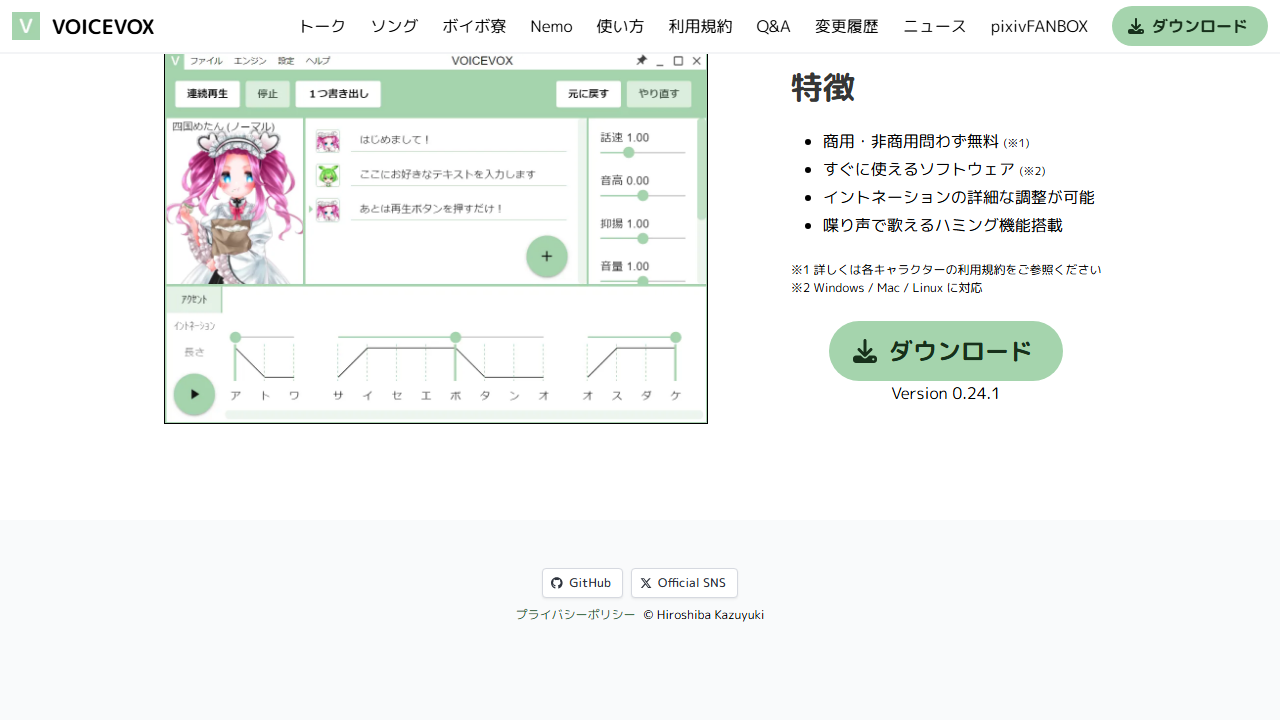 V VOICEVOX トーク ソング ボイボ寮 Nemo 使い方 利用規約 Q&A 変更履歴 ニュース pixivFANBOX ダウンロード
V ファイル エンジン 設定 ヘルプ VOICEVOX
連続再生 停止 1つ書き出し 元に戻す やり直す
四国めたん (ノーマル)
はじめまして！
ここにお好きなテキストを入力します
あとは再生ボタンを押すだけ！
話速 1.00
音高 0.00
抑揚 1.00
音量 1.00
アクセント
イントネーション
長さ
ア ト ワ サ イ セ エ ボ タ ン オ オ ス ダ ケ
特徴
商用・非商用問わず無料 (※1)
すぐに使えるソフトウェア (※2)
イントネーションの詳細な調整が可能
喋り声で歌えるハミング機能搭載
※1 詳しくは各キャラクターの利用規約をご参照ください
※2 Windows / Mac / Linux に対応
ダウンロード
Version 0.24.1
GitHub Official SNS
プライバシーポリシー © Hiroshiba Kazuyuki